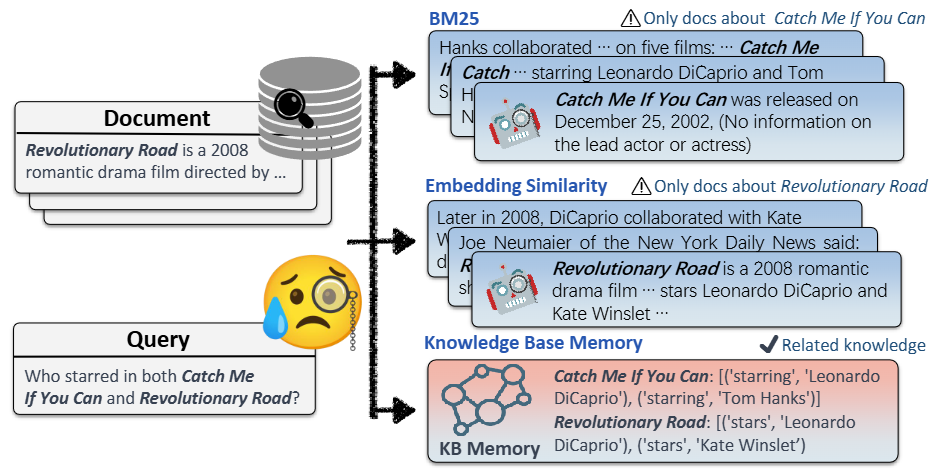 Document
Revolutionary Road is a 2008
romantic drama film directed by ...
Query
Who starred in both Catch Me
If You Can and Revolutionary Road?
BM25
Only docs about Catch Me If You Can
Hanks collaborated ··· on five films: ··· Catch Me
Catch ··· starring Leonardo DiCaprio and Tom
H
N
Catch Me If You Can was released on
December 25, 2002, (No information on
the lead actor or actress)
Embedding Similarity
Only docs about Revolutionary Road
Later in 2008, DiCaprio collaborated with Kate
Joe Neumaier of the New York Daily News said:
R
sh
Revolutionary Road is a 2008 romantic
drama film ··· stars Leonardo DiCaprio and
Kate Winslet ···
Knowledge Base Memory
Related knowledge
KB Memory
Catch Me If You Can: [('starring', 'Leonardo
DiCaprio'), ('starring', 'Tom Hanks')]
Revolutionary Road: [('stars', 'Leonardo
DiCaprio'), ('stars', 'Kate Winslet')